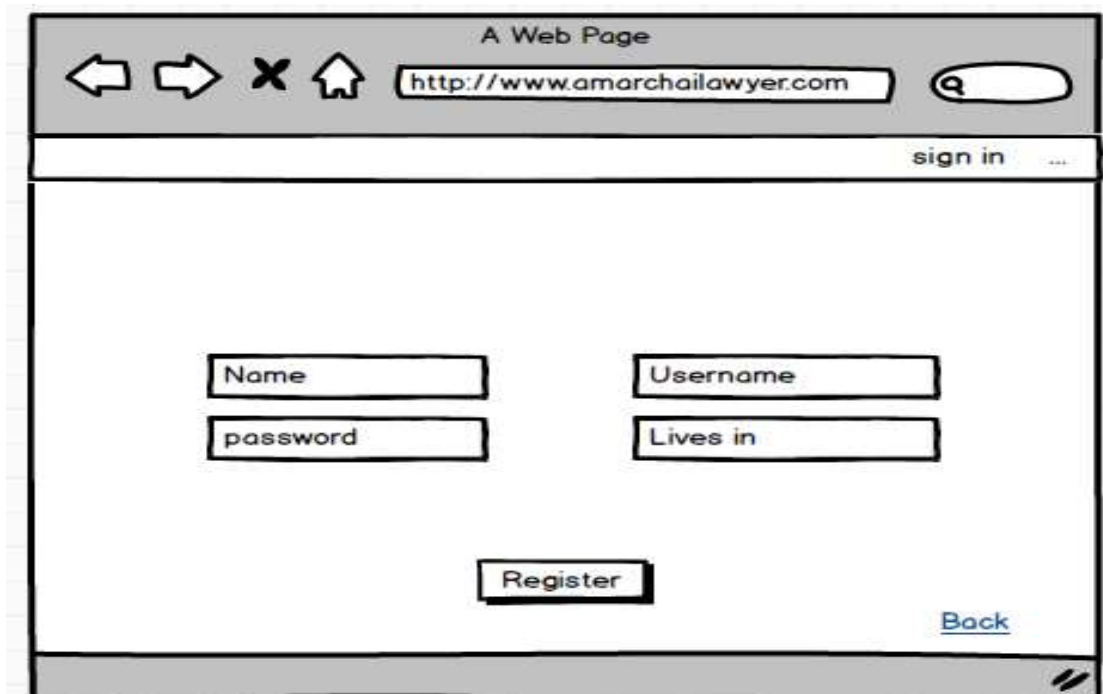 A Web Page
http://www.amarchailawyer.com
sign in ...
Name Username
password Lives in
Register
Back